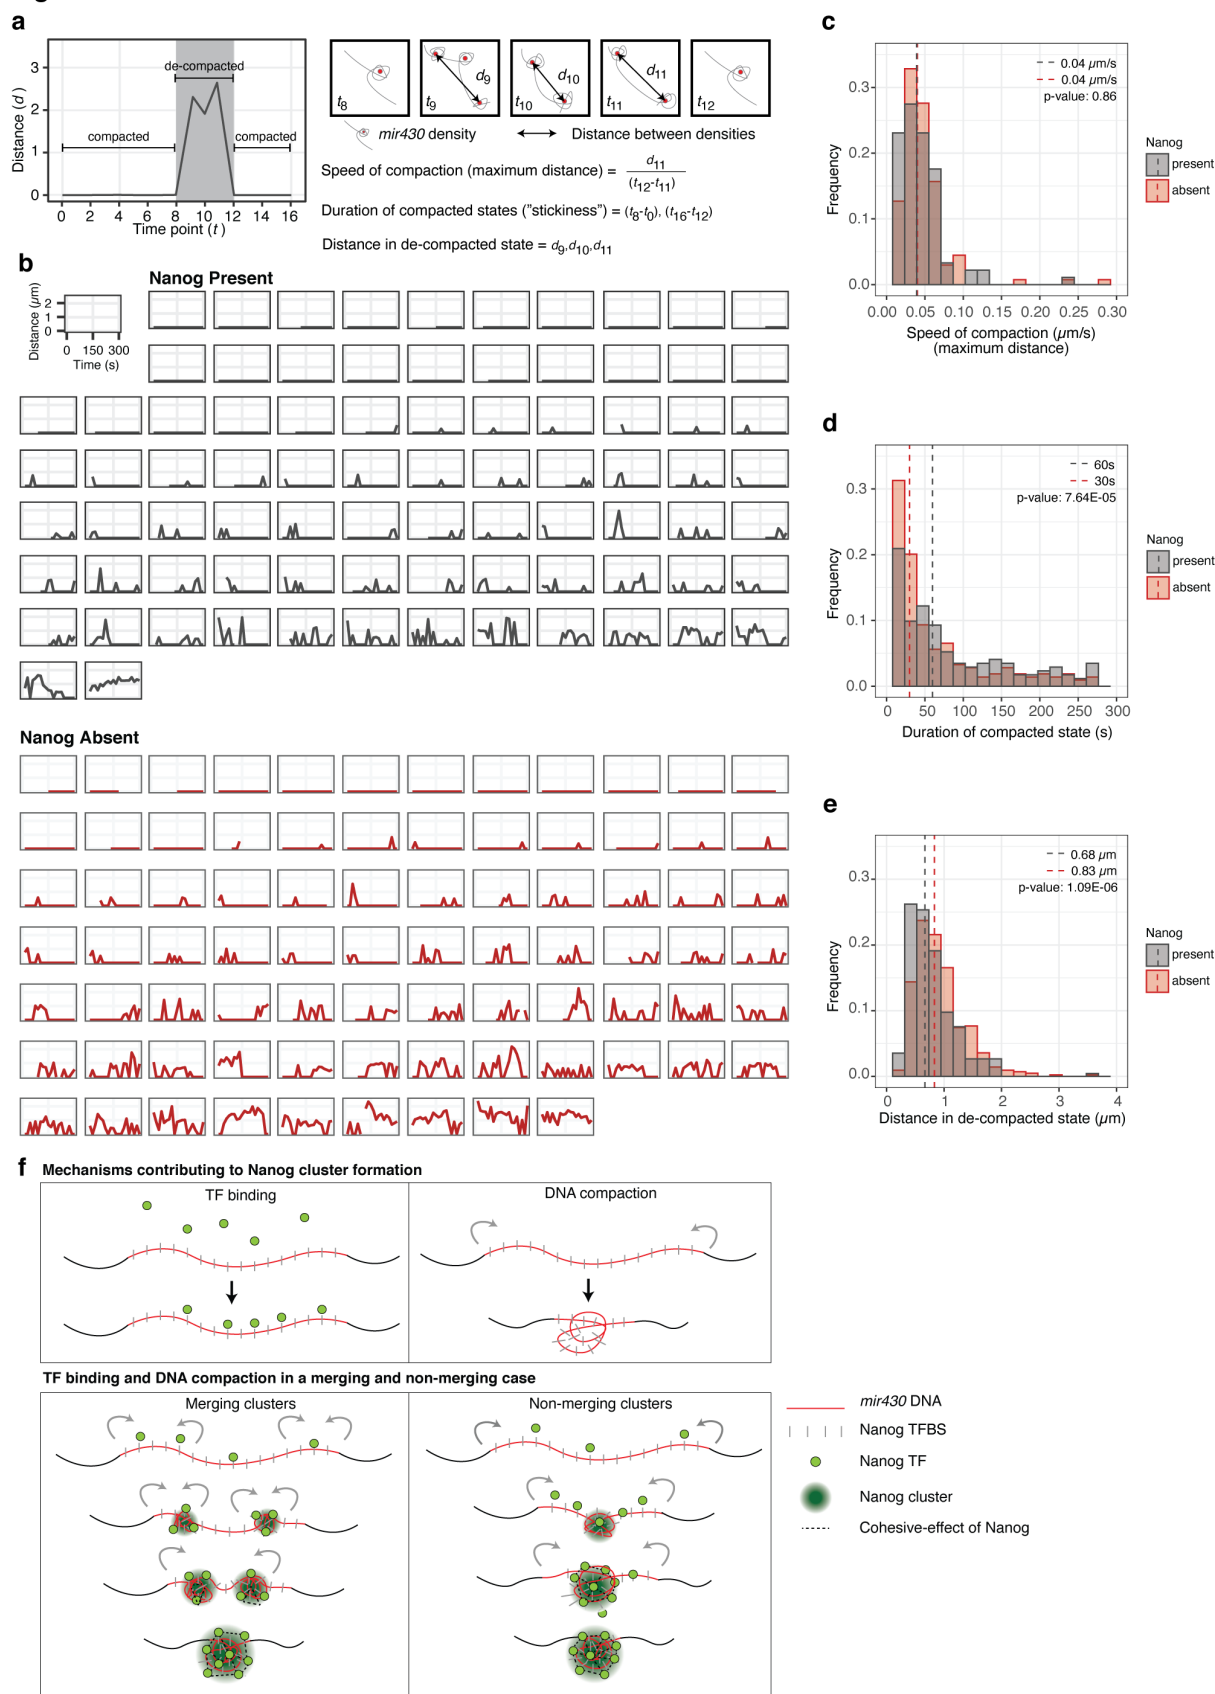 a
Distance (d)
3
2
1
0
de-compacted
compacted
compacted
0 2 4 6 8 10 12 14 16
Time point (t)
t8
t9
d9
t10
d10
t11
d11
t12
mir430 density
Distance between densities
Speed of compaction (maximum distance) = d11 / (t12-t11)
Duration of compacted states ("stickiness") = (t8-t0), (t16-t12)
Distance in de-compacted state = d9,d10,d11
b
Nanog Present
Distance (µm)
2
1
0
0 150 300
Time (s)
Nanog Absent
c
Frequency
0.3
0.2
0.1
0.0
0.04 µm/s
0.04 µm/s
p-value: 0.86
0.00 0.05 0.10 0.15 0.20 0.25 0.30
Speed of compaction (µm/s)
(maximum distance)
Nanog
present
absent
d
Frequency
0.3
0.2
0.1
0.0
60s
30s
p-value: 7.64E-05
0 50 100 150 200 250 300
Duration of compacted state (s)
Nanog
present
absent
e
Frequency
0.3
0.2
0.1
0.0
0.68 µm
0.83 µm
p-value: 1.09E-06
0 1 2 3 4
Distance in de-compacted state (µm)
Nanog
present
absent
f
Mechanisms contributing to Nanog cluster formation
TF binding
DNA compaction
TF binding and DNA compaction in a merging and non-merging case
Merging clusters
Non-merging clusters
mir430 DNA
Nanog TFBS
Nanog TF
Nanog cluster
Cohesive-effect of Nanog